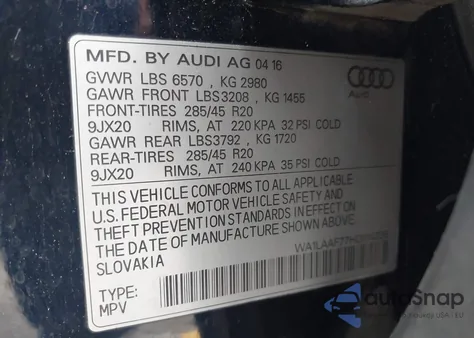 MFD. BY AUDI AG 04 16
GVWR LBS 6570 , KG 2980
GAWR FRONT LBS3208 , KG 1455
FRONT-TIRES 285/45 R20
9JX20 RIMS, AT 220 KPA 32 PSI COLD
GAWR REAR LBS3792 , KG 1720
REAR-TIRES 285/45 R20
9JX20 RIMS, AT 240 KPA 35 PSI COLD
Audi
THIS VEHICLE CONFORMS TO ALL APPLICABLE
U.S. FEDERAL MOTOR VEHICLE SAFETY AND
THEFT PREVENTION STANDARDS IN EFFECT ON
THE DATE OF MANUFACTURE SHOWN ABOVE
SLOVAKIA
TYPE:
MPV
autoSnap